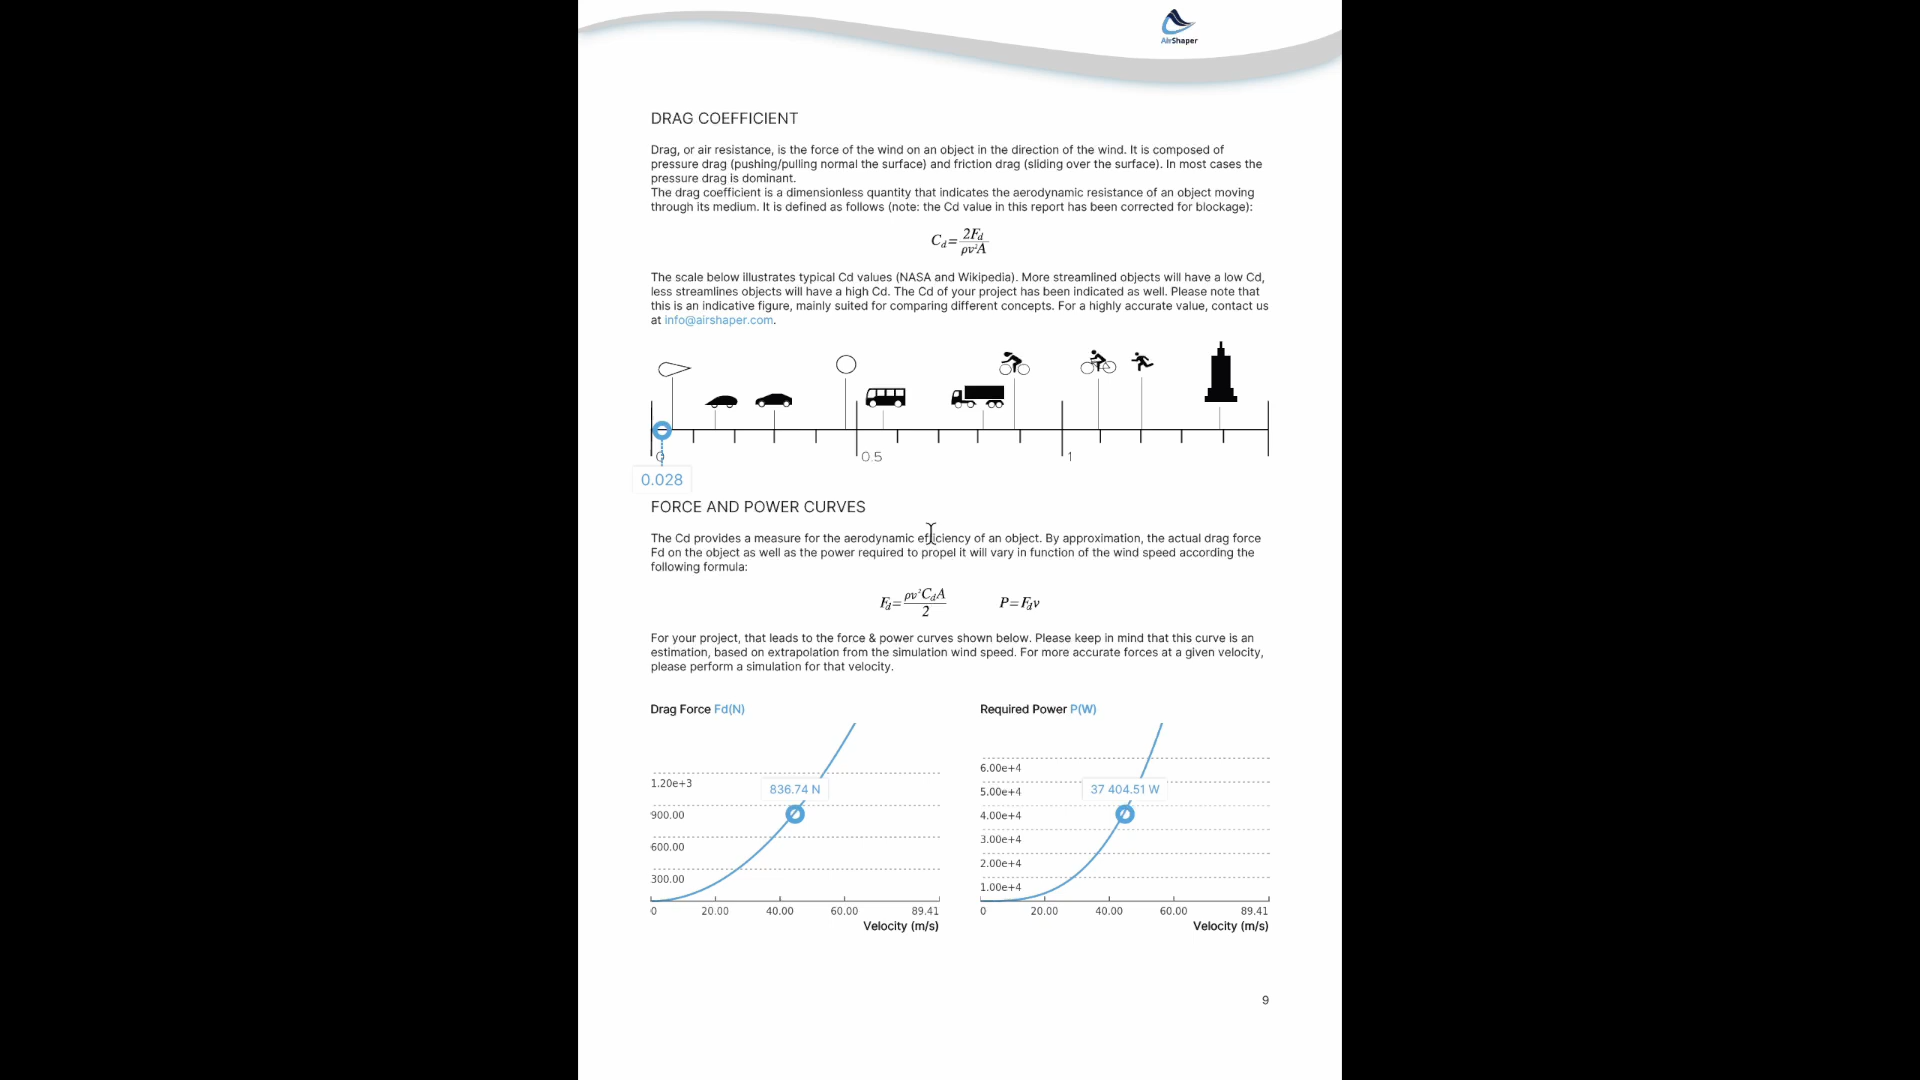 AirShaper
DRAG COEFFICIENT
Drag, or air resistance, is the force of the wind on an object in the direction of the wind. It is composed of
pressure drag (pushing/pulling normal the surface) and friction drag (sliding over the surface). In most cases the
pressure drag is dominant.
The drag coefficient is a dimensionless quantity that indicates the aerodynamic resistance of an object moving
through its medium. It is defined as follows (note: the Cd value in this report has been corrected for blockage):
C_d = 2F_d / ρv²A
The scale below illustrates typical Cd values (NASA and Wikipedia). More streamlined objects will have a low Cd,
less streamlines objects will have a high Cd. The Cd of your project has been indicated as well. Please note that
this is an indicative figure, mainly suited for comparing different concepts. For a highly accurate value, contact us
at info@airshaper.com.
0 0.5 1
0.028
FORCE AND POWER CURVES
The Cd provides a measure for the aerodynamic efficiency of an object. By approximation, the actual drag force
Fd on the object as well as the power required to propel it will vary in function of the wind speed according the
following formula:
F_d = ρv²C_dA / 2 P = F_dv
For your project, that leads to the force & power curves shown below. Please keep in mind that this curve is an
estimation, based on extrapolation from the simulation wind speed. For more accurate forces at a given velocity,
please perform a simulation for that velocity.
Drag Force Fd(N)
1.20e+3
836.74 N
900.00
600.00
300.00
0 20.00 40.00 60.00 89.41
Velocity (m/s)
Required Power P(W)
6.00e+4
5.00e+4
37 404.51 W
4.00e+4
3.00e+4
2.00e+4
1.00e+4
0 20.00 40.00 60.00 89.41
Velocity (m/s)
9